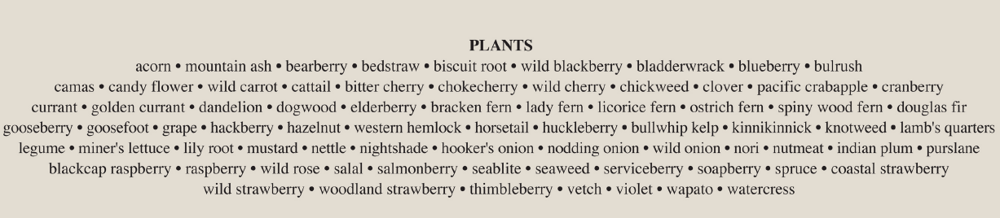 PLANTS
acorn • mountain ash • bearberry • bedstraw • biscuit root • wild blackberry • bladderwrack • blueberry • bulrush
camas • candy flower • wild carrot • cattail • bitter cherry • chokecherry • wild cherry • chickweed • clover • pacific crabapple • cranberry
currant • golden currant • dandelion • dogwood • elderberry • bracken fern • lady fern • licorice fern • ostrich fern • spiny wood fern • douglas fir
gooseberry • goosefoot • grape • hackberry • hazelnut • western hemlock • horsetail • huckleberry • bullwhip kelp • kinnikinnick • knotweed • lamb's quarters
legume • miner's lettuce • lily root • mustard • nettle • nightshade • hooker's onion • nodding onion • wild onion • nori • nutmeat • indian plum • purslane
blackcap raspberry • raspberry • wild rose • salal • salmonberry • seablite • seaweed • serviceberry • soapberry • spruce • coastal strawberry
wild strawberry • woodland strawberry • thimbleberry • vetch • violet • wapato • watercress